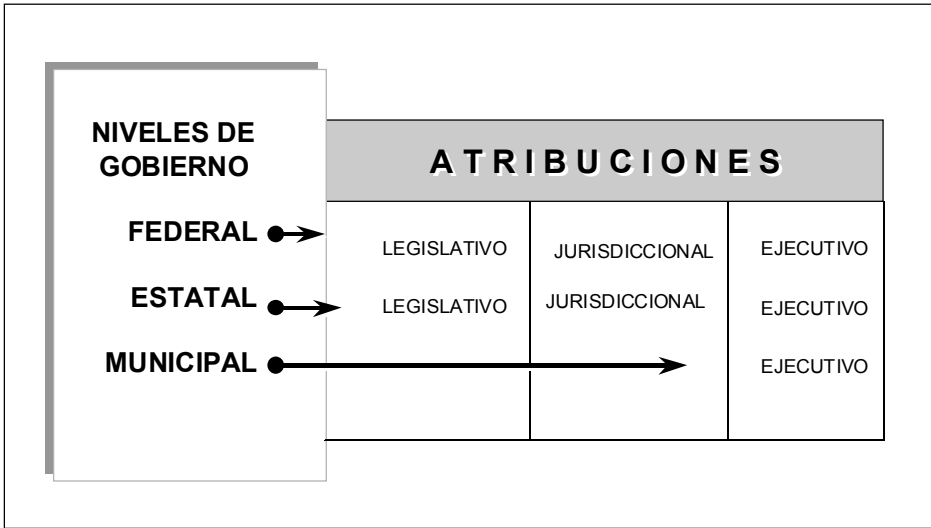 NIVELES DE
GOBIERNO
ATRIBUCIONES
FEDERAL LEGISLATIVO JURISDICCIONAL EJECUTIVO
ESTATAL LEGISLATIVO JURISDICCIONAL EJECUTIVO
MUNICIPAL EJECUTIVO